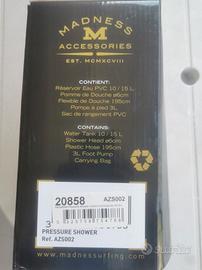 MADNESS
M
ACCESSORIES
EST. MCMXCVIII
CONTIENT:
Réservoir Eau PVC 10 / 15 L
Pomme de Douche ø6cm
Flexible de Douche 195cm
Pompe à pied 3L
Sac de rangement PVC
CONTAINS:
Water Tank 10 / 15 L
Shower Head ø6cm
Plastic Hose 195cm
3L Foot Pump
Carrying Bag
20858
AZS002
3
PRESSURE SHOWER
Ref. AZS002
www.madnesssurfing.com